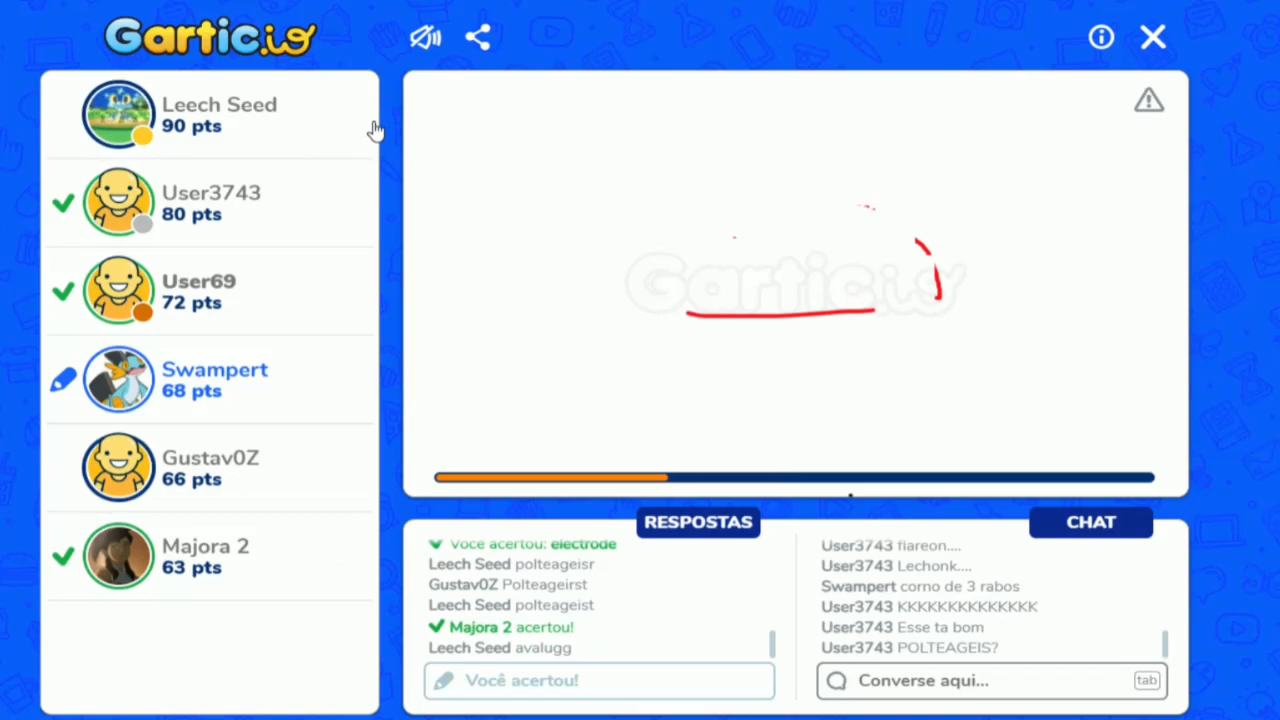 Gartic.io
Leech Seed
90 pts
User3743
80 pts
User69
72 pts
Swampert
68 pts
Gustav0Z
66 pts
Majora 2
63 pts
Gartic.io
RESPOSTAS
Você acertou: electrode
Leech Seed polteageisr
Gustav0Z Polteageirst
Leech Seed polteageist
Majora 2 acertou!
Leech Seed avalugg
Você acertou!
CHAT
User3743 fiareon....
User3743 Lechonk....
Swampert corno de 3 rabos
User3743 KKKKKKKKKKKKKK
User3743 Esse ta bom
User3743 POLTEAGEIS?
Converse aqui...
tab